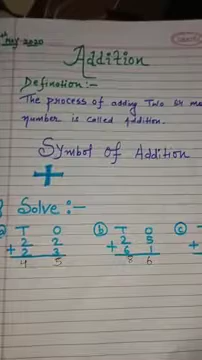 May 2020
Addition
Definition:-
The process of adding Two or mo
number is called Addition.
Symbol of Addition
+
Solve :-
(b)
(c)
T O
T O
2 2
2 5
+ 2 3
+ 6 1
+
4 5
8 6